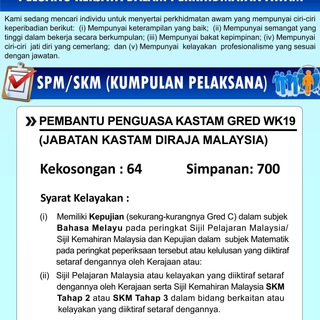 Kami sedang mencari individu untuk menyertai perkhidmatan awam yang mempunyai ciri-ciri
keperibadian berikut: (i) Mempunyai keterampilan yang baik; (ii) Mempunyai semangat yang
tinggi dalam bekerja secara berkumpulan; (iii) Mempunyai bakat kepimpinan; (iv) Mempunyai
ciri-ciri jati diri yang cemerlang; dan (v) Mempunyai kelayakan profesionalisme yang sesuai
dengan jawatan.
SPM/SKM (KUMPULAN PELAKSANA)
PEMBANTU PENGUASA KASTAM GRED WK19
(JABATAN KASTAM DIRAJA MALAYSIA)
Kekosongan : 64 Simpanan: 700
Syarat Kelayakan :
(i) Memiliki Kepujian (sekurang-kurangnya Gred C) dalam subjek
Bahasa Melayu pada peringkat Sijil Pelajaran Malaysia/
Sijil Kemahiran Malaysia dan Kepujian dalam subjek Matematik
pada peringkat peperiksaan tersebut atau kelulusan yang diiktiraf
setaraf dengannya oleh Kerajaan atau:
(ii) Sijil Pelajaran Malaysia atau kelayakan yang diiktiraf setaraf
dengannya oleh Kerajaan serta Sijil Kemahiran Malaysia SKM
Tahap 2 atau SKM Tahap 3 dalam bidang berkaitan atau
kelayakan yang diiktiraf setaraf dengannya.